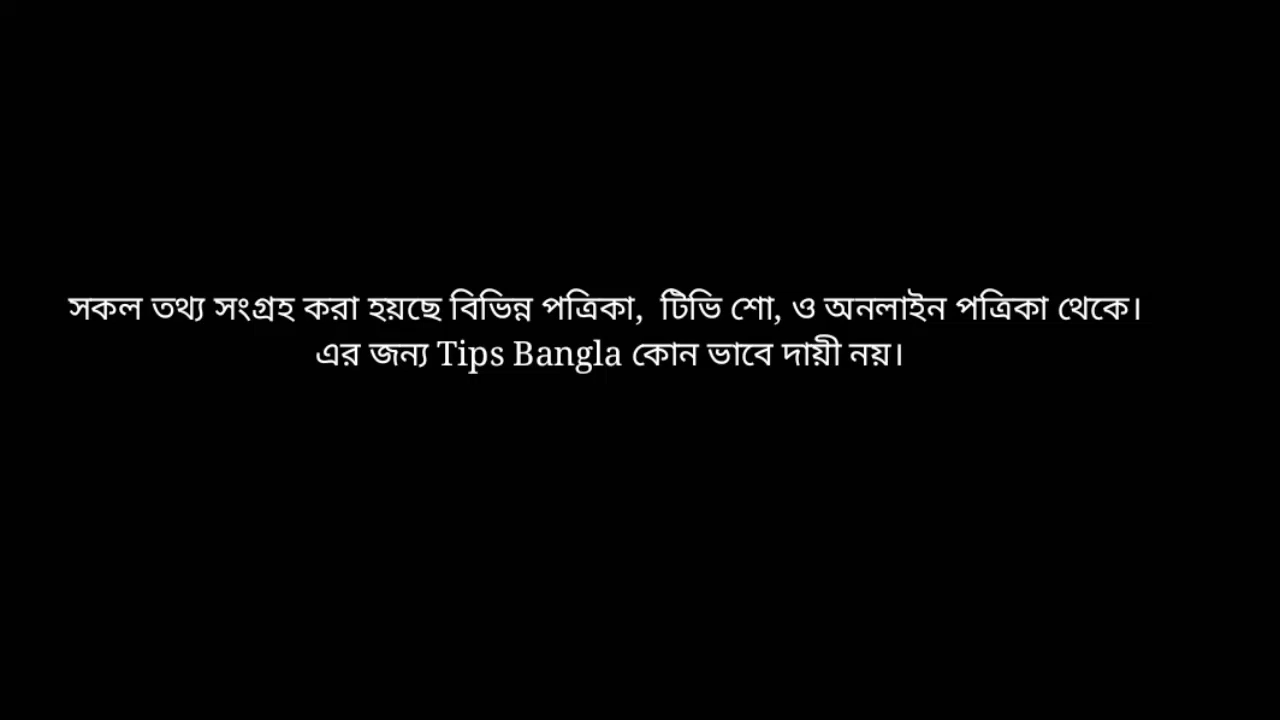 সকল তথ্য সংগ্রহ করা হয়ছে বিভিন্ন পত্রিকা, টিভি শো, ও অনলাইন পত্রিকা থেকে।
এর জন্য Tips Bangla কোন ভাবে দায়ী নয়।